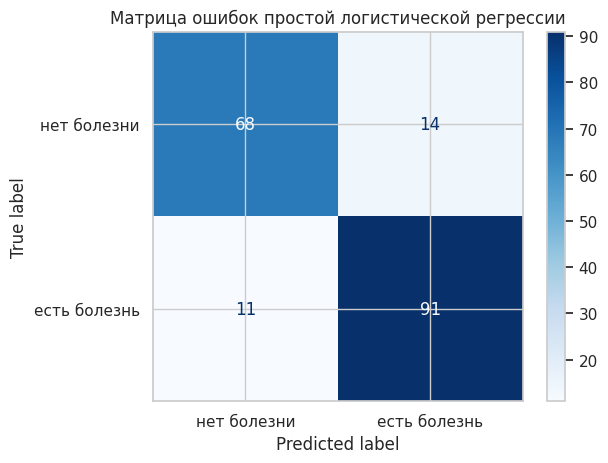 Матрица ошибок простой логистической регрессии
True label
нет болезни
есть болезнь
68
14
11
91
нет болезни
есть болезнь
Predicted label
90
80
70
60
50
40
30
20